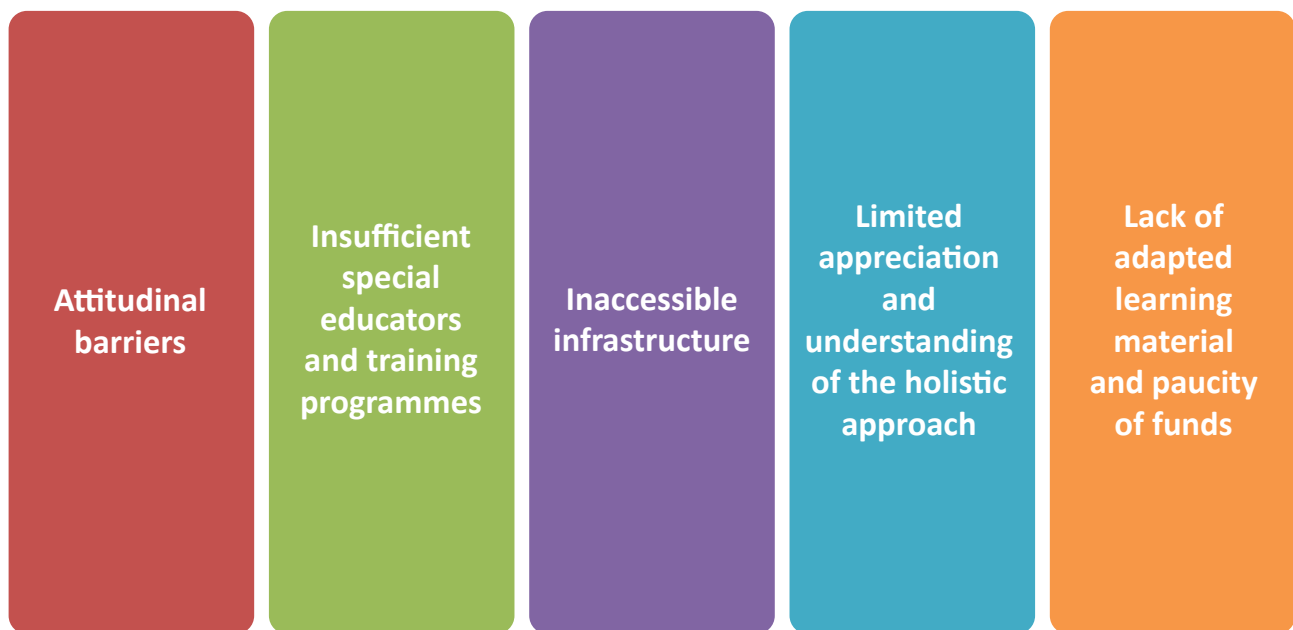 Attitudinal
barriers
Insufficient
special
educators
and training
programmes
Inaccessible
infrastructure
Limited
appreciation
and
understanding
of the holistic
approach
Lack of
adapted
learning
material
and paucity
of funds